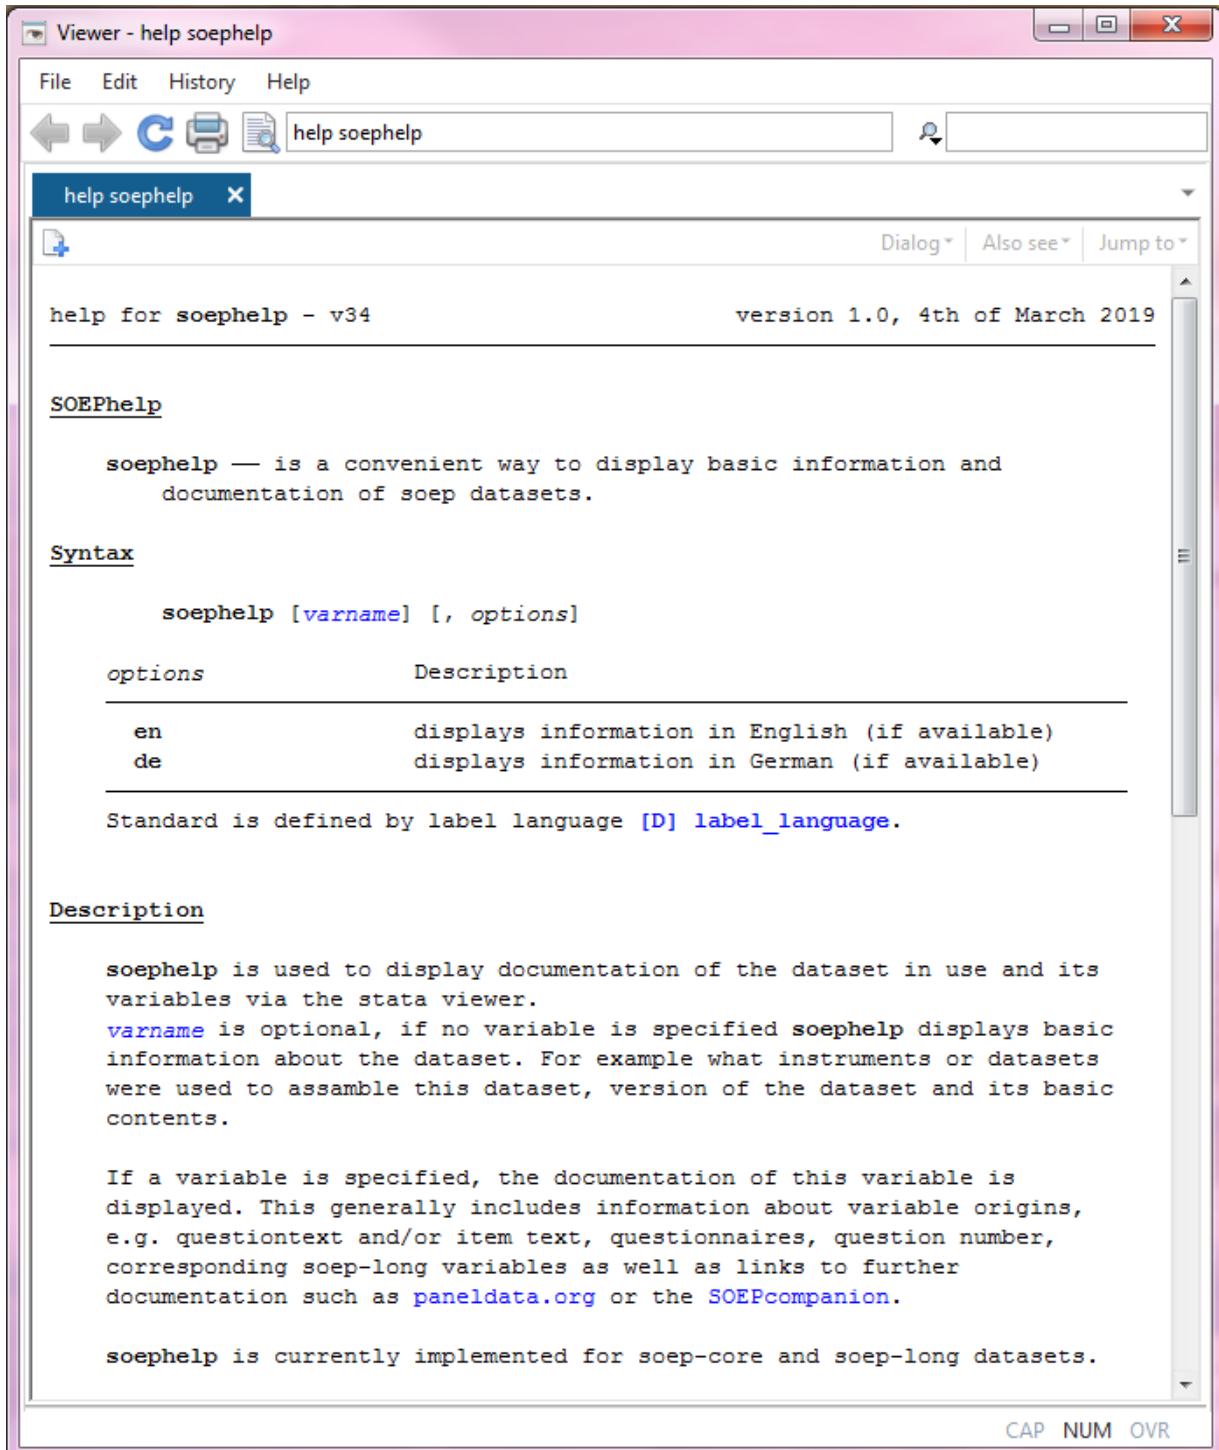 Viewer - help soephelp
File Edit History Help
help soephelp
help soephelp
Dialog Also see Jump to
help for soephelp - v34 version 1.0, 4th of March 2019
SOEPhelp
soephelp — is a convenient way to display basic information and
documentation of soep datasets.
Syntax
soephelp [varname] [, options]
options Description
en displays information in English (if available)
de displays information in German (if available)
Standard is defined by label language [D] label_language.
Description
soephelp is used to display documentation of the dataset in use and its
variables via the stata viewer.
varname is optional, if no variable is specified soephelp displays basic
information about the dataset. For example what instruments or datasets
were used to assamble this dataset, version of the dataset and its basic
contents.
If a variable is specified, the documentation of this variable is
displayed. This generally includes information about variable origins,
e.g. questiontext and/or item text, questionnaires, question number,
corresponding soep-long variables as well as links to further
documentation such as paneldata.org or the SOEPcompanion.
soephelp is currently implemented for soep-core and soep-long datasets.
CAP NUM OVR